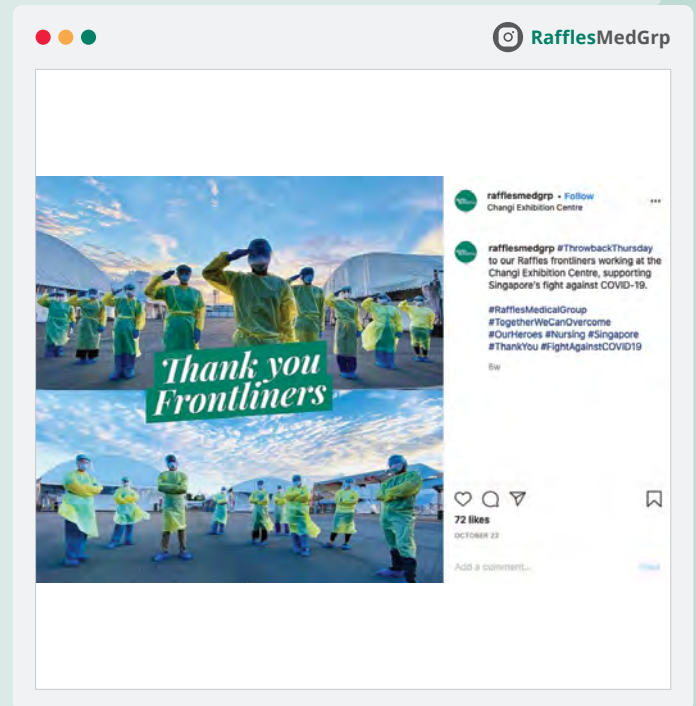 RafflesMedGrp
rafflesmedgrp • Follow
Changi Exhibition Centre
rafflesmedgrp #ThrowbackThursday
to our Raffles frontliners working at the
Changi Exhibition Centre, supporting
Singapore's fight against COVID-19.
#RafflesMedicalGroup
#TogetherWeCanOvercome
#OurHeroes #Nursing #Singapore
#ThankYou #FightAgainstCOVID19
6w
Thank you
Frontliners
72 likes
OCTOBER 22
Add a comment...